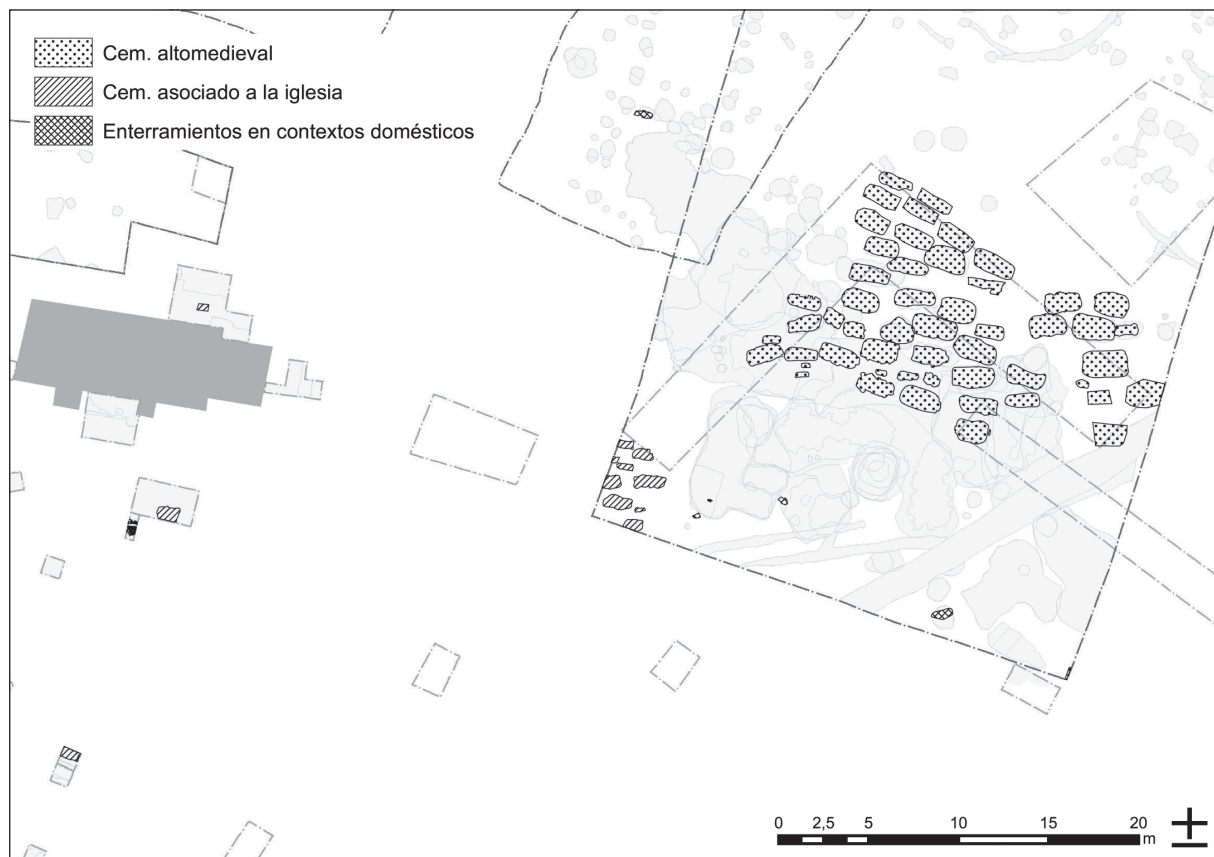 Cem. altomedieval
Cem. asociado a la iglesia
Enterramientos en contextos domésticos
0 2,5 5 10 15 20
m